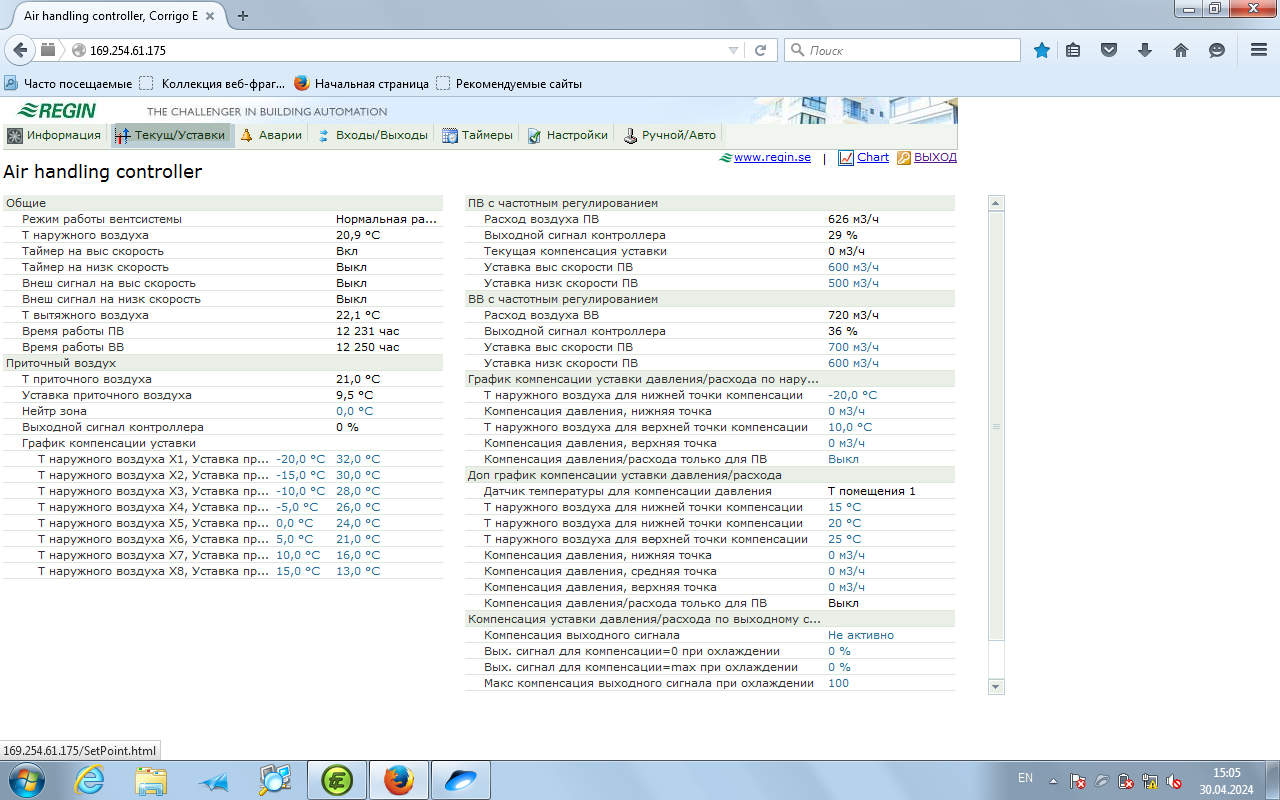 Air handling controller, Corrigo E
169.254.61.175
Поиск
Часто посещаемые Коллекция веб-фраг... Начальная страница Рекомендуемые сайты
REGIN THE CHALLENGER IN BUILDING AUTOMATION
Информация Текущ/Уставки Аварии Входы/Выходы Таймеры Настройки Ручной/Авто
www.regin.se | Chart ВЫХОД
Air handling controller
Общие
Режим работы вентсистемы Нормальная ра...
Т наружного воздуха 20,9 °C
Таймер на выс скорость Вкл
Таймер на низк скорость Выкл
Внеш сигнал на выс скорость Выкл
Внеш сигнал на низк скорость Выкл
Т вытяжного воздуха 22,1 °C
Время работы ПВ 12 231 час
Время работы ВВ 12 250 час
Приточный воздух
Т приточного воздуха 21,0 °C
Уставка приточного воздуха 9,5 °C
Нейтр зона 0,0 °C
Выходной сигнал контроллера 0 %
График компенсации уставки
Т наружного воздуха X1, Уставка пр... -20,0 °C 32,0 °C
Т наружного воздуха X2, Уставка пр... -15,0 °C 30,0 °C
Т наружного воздуха X3, Уставка пр... -10,0 °C 28,0 °C
Т наружного воздуха X4, Уставка пр... -5,0 °C 26,0 °C
Т наружного воздуха X5, Уставка пр... 0,0 °C 24,0 °C
Т наружного воздуха X6, Уставка пр... 5,0 °C 21,0 °C
Т наружного воздуха X7, Уставка пр... 10,0 °C 16,0 °C
Т наружного воздуха X8, Уставка пр... 15,0 °C 13,0 °C
ПВ с частотным регулированием
Расход воздуха ПВ 626 м3/ч
Выходной сигнал контроллера 29 %
Текущая компенсация уставки 0 м3/ч
Уставка выс скорости ПВ 600 м3/ч
Уставка низк скорости ПВ 500 м3/ч
ВВ с частотным регулированием
Расход воздуха ВВ 720 м3/ч
Выходной сигнал контроллера 36 %
Уставка выс скорости ПВ 700 м3/ч
Уставка низк скорости ПВ 600 м3/ч
График компенсации уставки давления/расхода по нару...
Т наружного воздуха для нижней точки компенсации -20,0 °C
Компенсация давления, нижняя точка 0 м3/ч
Т наружного воздуха для верхней точки компенсации 10,0 °C
Компенсация давления, верхняя точка 0 м3/ч
Компенсация давления/расхода только для ПВ Выкл
Доп график компенсации уставки давления/расхода
Датчик температуры для компенсации давления Т помещения 1
Т наружного воздуха для нижней точки компенсации 15 °C
Т наружного воздуха для нижней точки компенсации 20 °C
Т наружного воздуха для верхней точки компенсации 25 °C
Компенсация давления, нижняя точка 0 м3/ч
Компенсация давления, средняя точка 0 м3/ч
Компенсация давления, верхняя точка 0 м3/ч
Компенсация давления/расхода только для ПВ Выкл
Компенсация уставки давления/расхода по выходному с...
Компенсация выходного сигнала Не активно
Вых. сигнал для компенсации=0 при охлаждении 0 %
Вых. сигнал для компенсации=max при охлаждении 0 %
Макс компенсация выходного сигнала при охлаждении 100
169.254.61.175/SetPoint.html
EN 15:05
30.04.2024